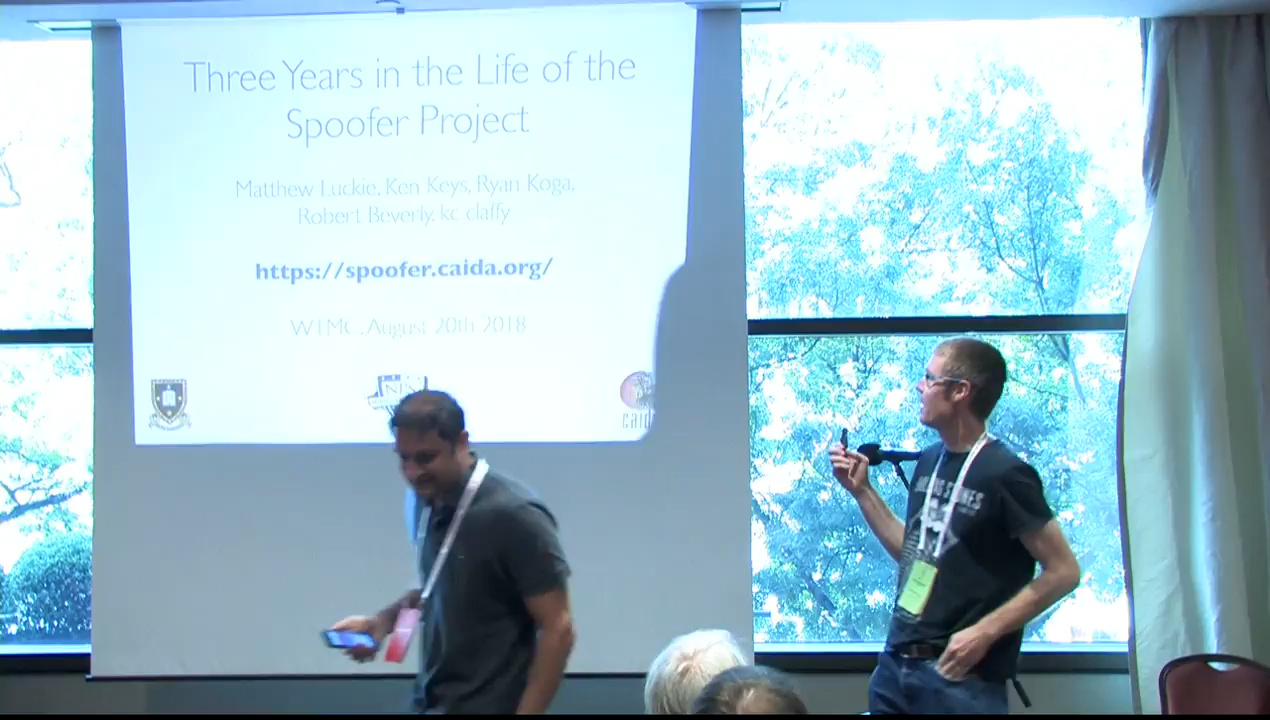 Three Years in the Life of the
Spoofer Project
Matthew Luckie, Ken Keys, Ryan Koga,
Robert Beverly, kc claffy
https://spoofer.caida.org/
WTMC, August 20th 2018